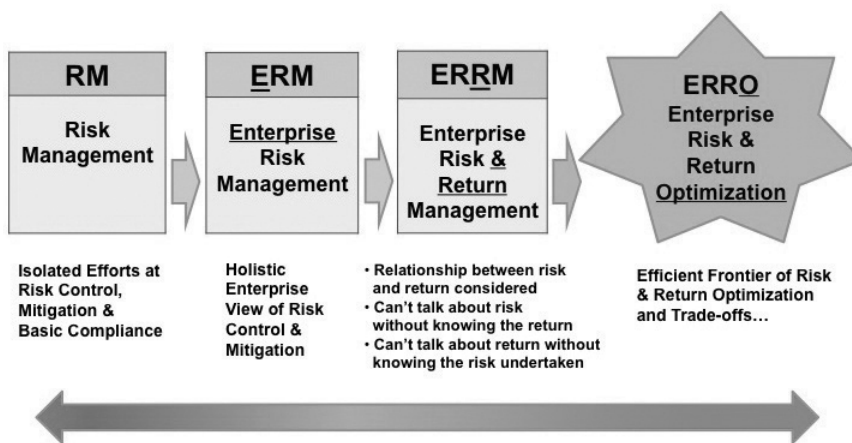 RM
Risk
Management
ERM
Enterprise
Risk
Management
ERRM
Enterprise
Risk &
Return
Management
ERRO
Enterprise
Risk &
Return
Optimization
Isolated Efforts at
Risk Control,
Mitigation &
Basic Compliance
Holistic
Enterprise
View of Risk
Control &
Mitigation
• Relationship between risk
and return considered
• Can’t talk about risk
without knowing the return
• Can’t talk about return without
knowing the risk undertaken
Efficient Frontier of Risk
& Return Optimization
and Trade-offs…